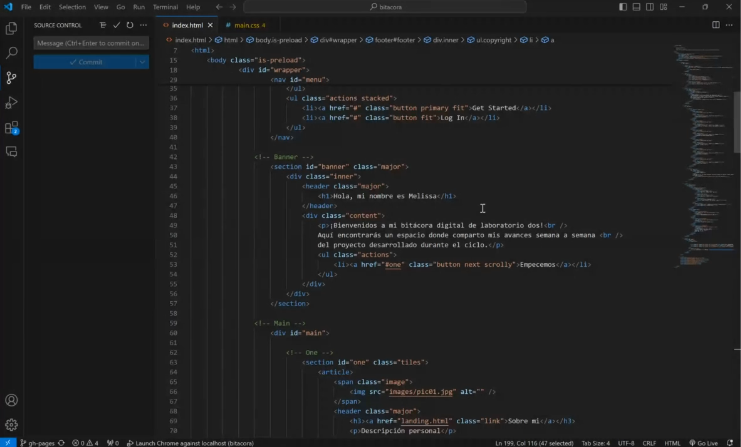 File Edit Selection View Go Run Terminal Help
bitacora
SOURCE CONTROL
index.html
main.css 4
index.html > html > body.is-preload > div#wrapper > footer#footer > div.inner > ul.copyright > li > a
Message (Ctrl+Enter to commit on...
Commit
7 <html>
15 <body class="is-preload">
18 <div id="wrapper">
29 <nav id="menu">
35 </ul>
36 <ul class="actions stacked">
37 <li><a href="#" class="button primary fit">Get Started</a></li>
38 <li><a href="#" class="button fit">Log In</a></li>
39 </ul>
40 </nav>
41
42 <!-- Banner -->
43 <section id="banner" class="major">
44 <div class="inner">
45 <header class="major">
46 <h1>Hola, mi nombre es Melissa</h1>
47 </header>
48 <div class="content">
49 <p>¡Bienvenidos a mi bitácora digital de laboratorio dos!<br />
50 Aquí encontrarás un espacio donde comparto mis avances semana a semana <br />
51 del proyecto desarrollado durante el ciclo.</p>
52 <ul class="actions">
53 <li><a href="#one" class="button next scrolly">Empecemos</a></li>
54 </ul>
55 </div>
56 </div>
57 </section>
58
59 <!-- Main -->
60 <div id="main">
61
62 <!-- One -->
63 <section id="one" class="tiles">
64 <article>
65 <span class="image">
66 <img src="images/pic01.jpg" alt="" />
67 </span>
68 <header class="major">
69 <h3><a href="landing.html" class="link">Sobre mi</a></h3>
70 <p>Descripción personal</p>
gh-pages 0 4 0 Launch Chrome against localhost (bitacora) Ln 199, Col 116 (47 selected) Tab Size: 4 UTF-8 CRLF HTML Go Live